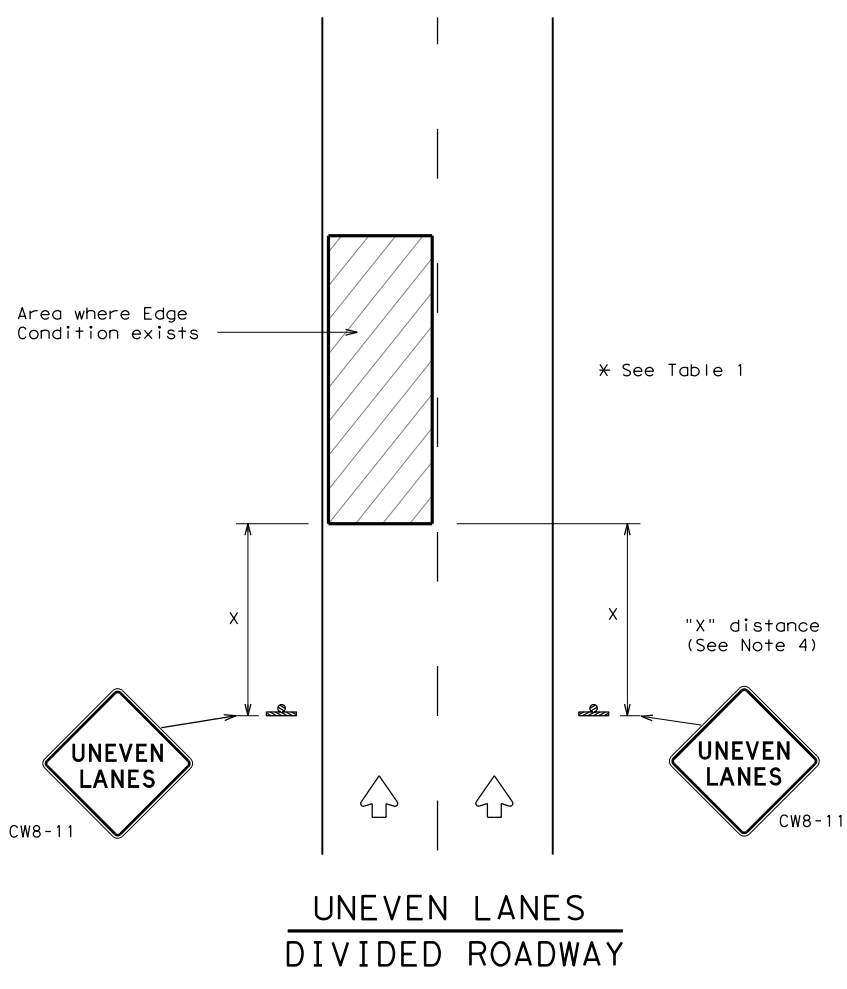 Area where Edge
Condition exists
* See Table 1
X
X
"X" distance
(See Note 4)
UNEVEN
LANES
CW8-11
UNEVEN
LANES
CW8-11
UNEVEN LANES
DIVIDED ROADWAY